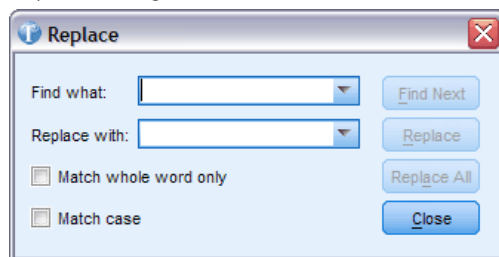 Replace
Find what:
Find Next
Replace with:
Replace
Match whole word only
Replace All
Match case
Close